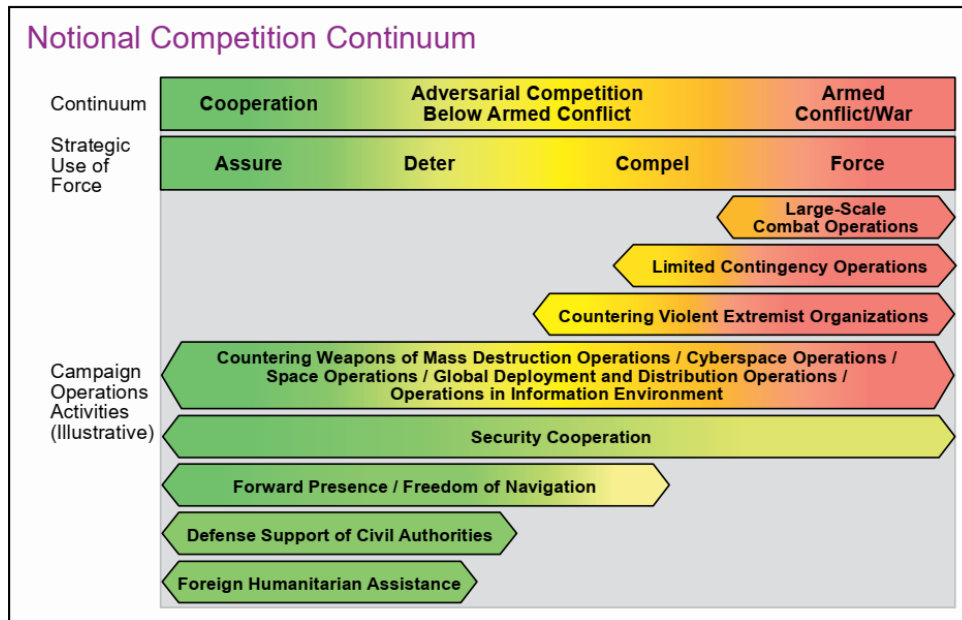 Notional Competition Continuum
Continuum
Cooperation
Adversarial Competition
Below Armed Conflict
Armed
Conflict/War
Strategic
Use of
Force
Assure
Deter
Compel
Force
Large-Scale
Combat Operations
Limited Contingency Operations
Countering Violent Extremist Organizations
Campaign
Operations
Activities
(Illustrative)
Countering Weapons of Mass Destruction Operations / Cyberspace Operations /
Space Operations / Global Deployment and Distribution Operations /
Operations in Information Environment
Security Cooperation
Forward Presence / Freedom of Navigation
Defense Support of Civil Authorities
Foreign Humanitarian Assistance